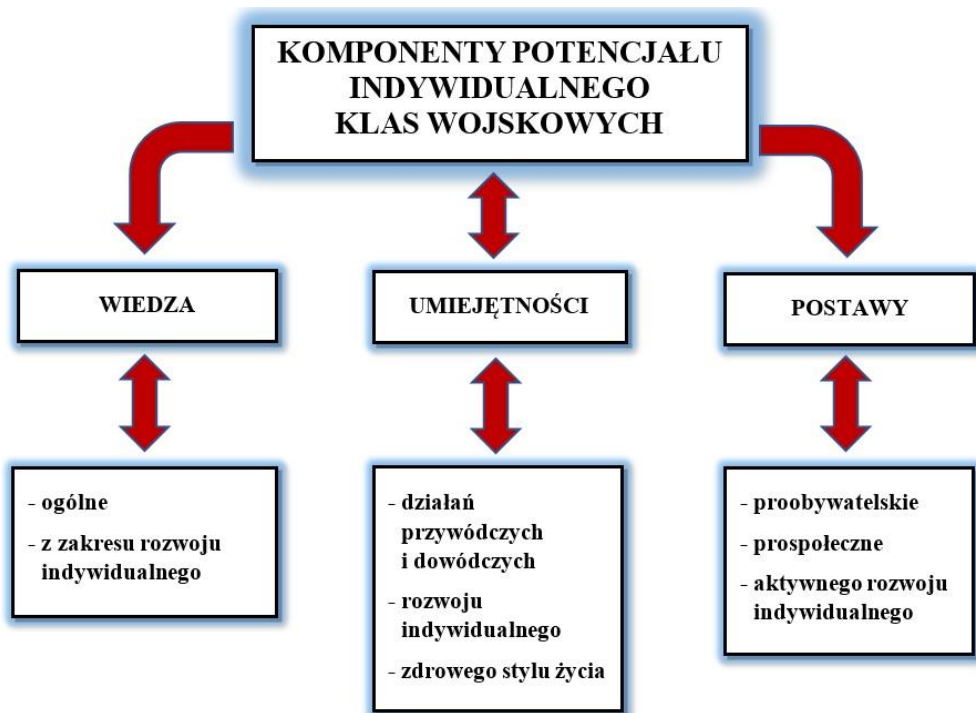 KOMPONENTY POTENCJAŁU
INDYWIDUALNEGO
KLAS WOJSKOWYCH
WIEDZA
UMIEJĘTNOŚCI
POSTAWY
- ogólne
- z zakresu rozwoju
indywidualnego
- działań
przywódczych
i dowódczych
- rozwoju
indywidualnego
- zdrowego stylu życia
- proobywatelskie
- prospołeczne
- aktywnego rozwoju
indywidualnego